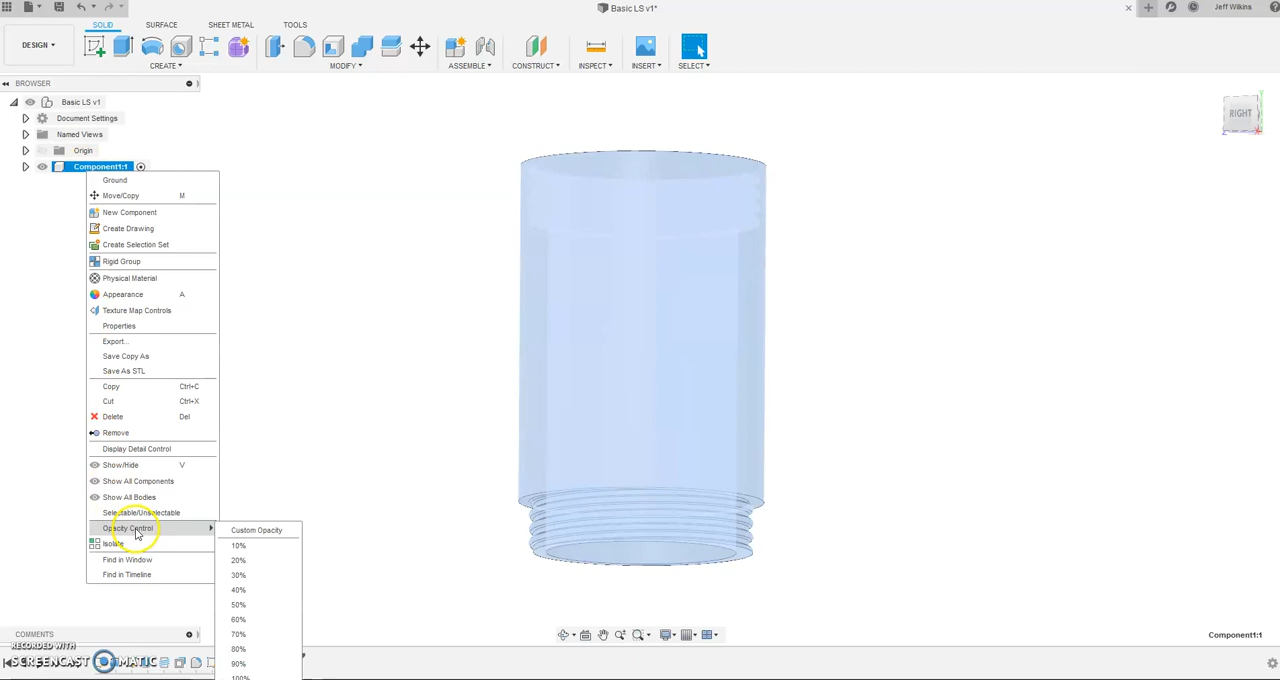 Basic LS v1*
Jeff Wilkins
DESIGN
SOLID
SURFACE
SHEET METAL
TOOLS
CREATE
MODIFY
ASSEMBLE
CONSTRUCT
INSPECT
INSERT
SELECT
BROWSER
Basic LS v1
Document Settings
Named Views
Origin
Component1:1
Ground
Move/Copy M
New Component
Create Drawing
Create Selection Set
Rigid Group
Physical Material
Appearance A
Texture Map Controls
Properties
Export...
Save Copy As
Save As STL
Copy Ctrl+C
Cut Ctrl+X
Delete Del
Remove
Display Detail Control
Show/Hide V
Show All Components
Show All Bodies
Selectable/Unselectable
Opacity Control
Isolate
Find in Window
Find in Timeline
Custom Opacity
10%
20%
30%
40%
50%
60%
70%
80%
90%
100%
RIGHT
Y
Z
COMMENTS
Component1:1
RECORDED WITH
SCREENCAST MATIC